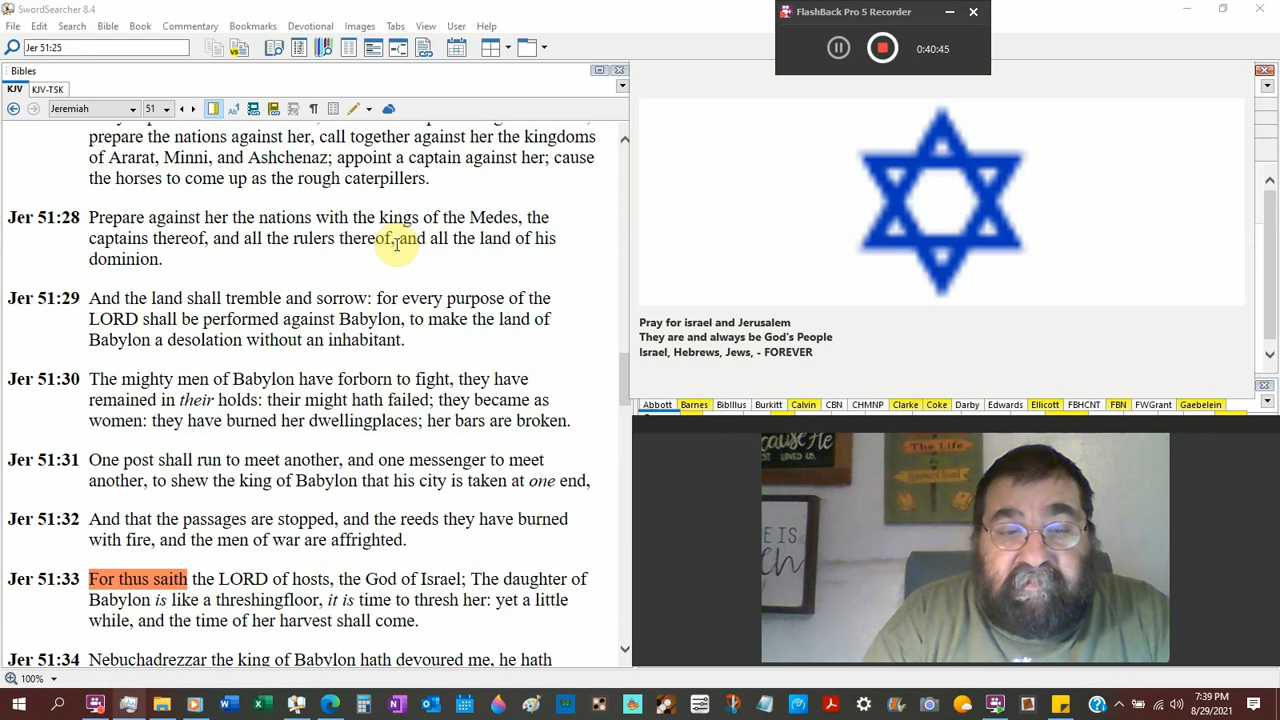 SwordSearcher 8.4
File Search Bible Book Commentary Bookmarks Devotional Images Tabs View User Help
Jer 51:25
VS
Bibles
KJV KJV-TSK
Jeremiah 51
prepare the nations against her, call together against her the kingdoms
of Ararat, Minni, and Ashchenaz; appoint a captain against her; cause
the horses to come up as the rough caterpillers.
Jer 51:28 Prepare against her the nations with the kings of the Medes, the
captains thereof, and all the rulers thereof, and all the land of his
dominion.
Jer 51:29 And the land shall tremble and sorrow: for every purpose of the
LORD shall be performed against Babylon, to make the land of
Babylon a desolation without an inhabitant.
Jer 51:30 The mighty men of Babylon have forborn to fight, they have
remained in their holds: their might hath failed; they became as
women: they have burned her dwellingplaces; her bars are broken.
Jer 51:31 One post shall run to meet another, and one messenger to meet
another, to shew the king of Babylon that his city is taken at one end,
Jer 51:32 And that the passages are stopped, and the reeds they have burned
with fire, and the men of war are affrighted.
Jer 51:33 For thus saith the LORD of hosts, the God of Israel; The daughter of
Babylon is like a threshingfloor, it is time to thresh her: yet a little
while, and the time of her harvest shall come.
Jer 51:34 Nebuchadrezzar the king of Babylon hath devoured me, he hath
100%
FlashBack Pro 5 Recorder
0:40:45
Pray for israel and Jerusalem
They are and always be God's People
Israel, Hebrews, Jews, - FOREVER
Abbott Barnes Bibllius Burkitt Calvin CBN CHMNP Clarke Coke Darby Edwards Ellicott FBHCNT FBN FWGrant Gaebelein
cause He
LOVED US.
The Life
E IS
7:39 PM
8/29/2021